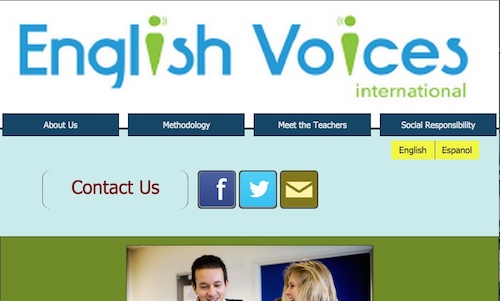 English Voices
international
About Us
Methodology
Meet the Teachers
Social Responsibility
English
Espanol
Contact Us